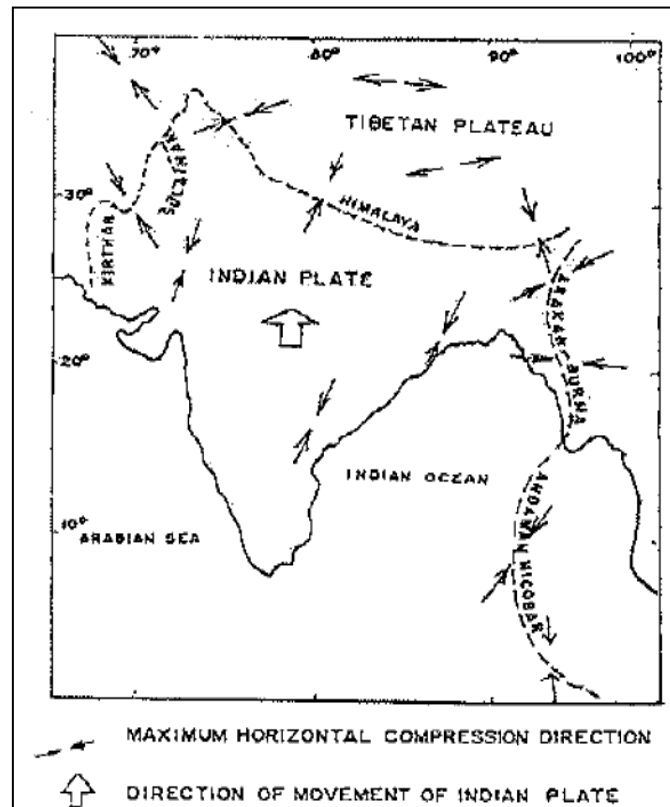 70° 80° 90° 100°
TIBETAN PLATEAU
SULAIMAN
30°
HIMALAYA
KIRTHAR
INDIAN PLATE
ARAKAN BURMA
20°
INDIAN OCEAN
ANDAMAN NICOBAR
10°
ARABIAN SEA
MAXIMUM HORIZONTAL COMPRESSION DIRECTION
DIRECTION OF MOVEMENT OF INDIAN PLATE